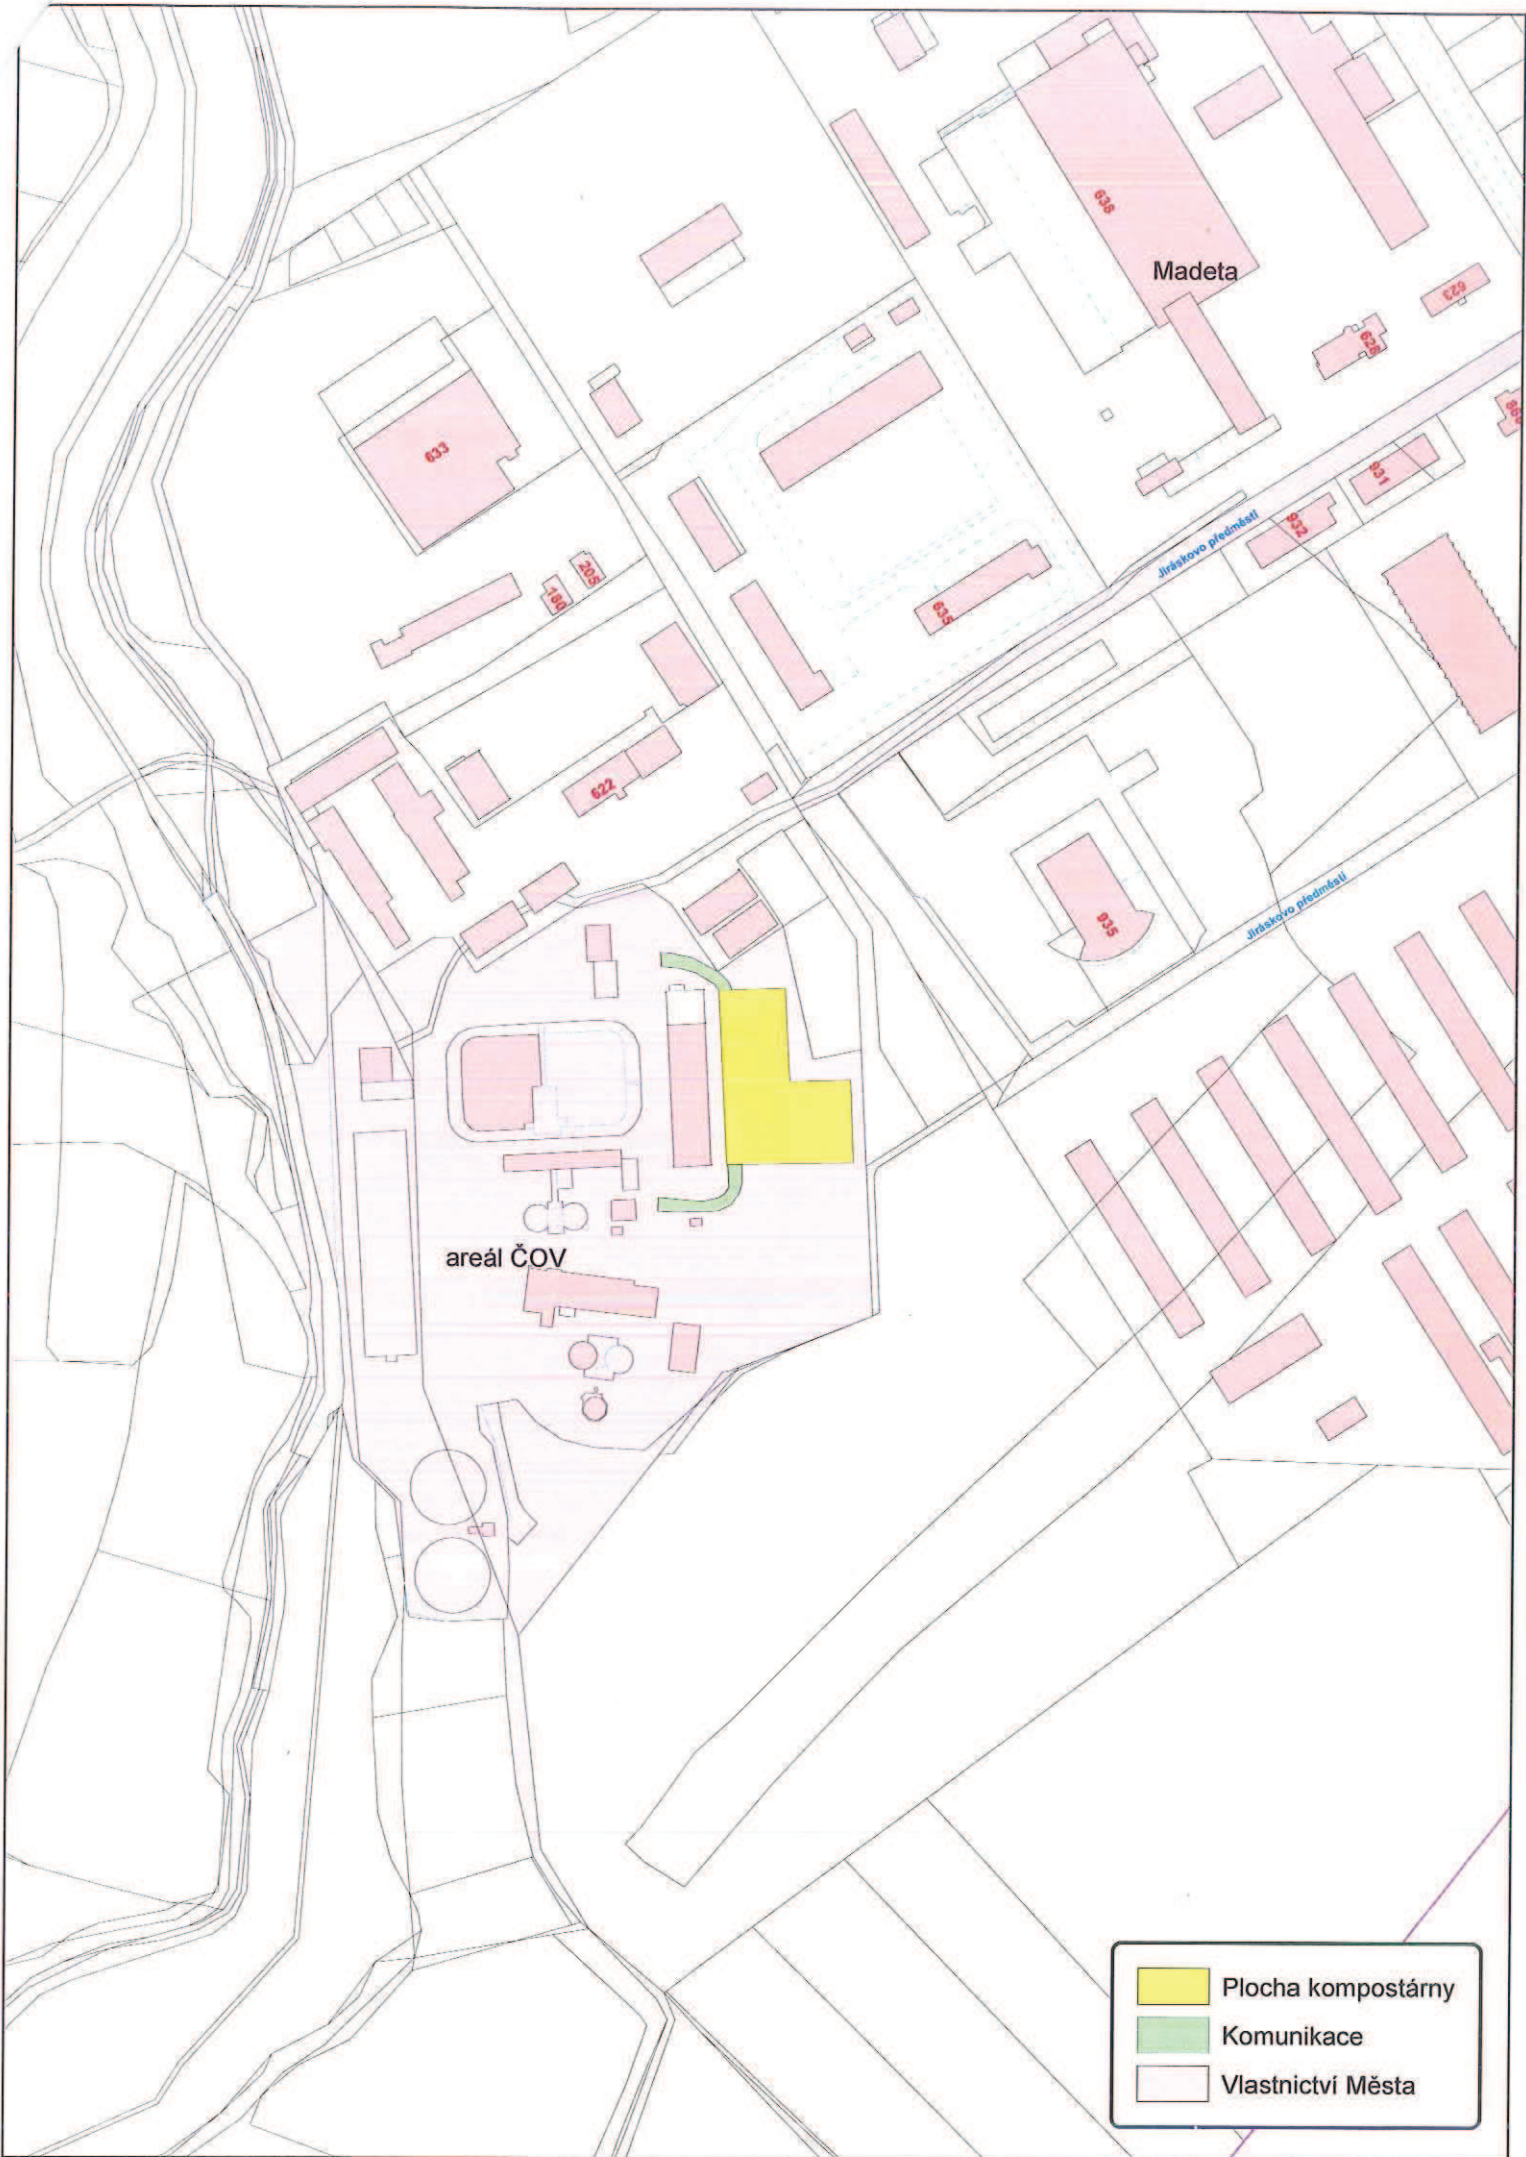 638
Madeta
623
628
633
931
932
Jiráskovo předměstí
205
180
635
622
935
Jiráskovo předměstí
areál ČOV
Plocha kompostárny
Komunikace
Vlastnictví Města